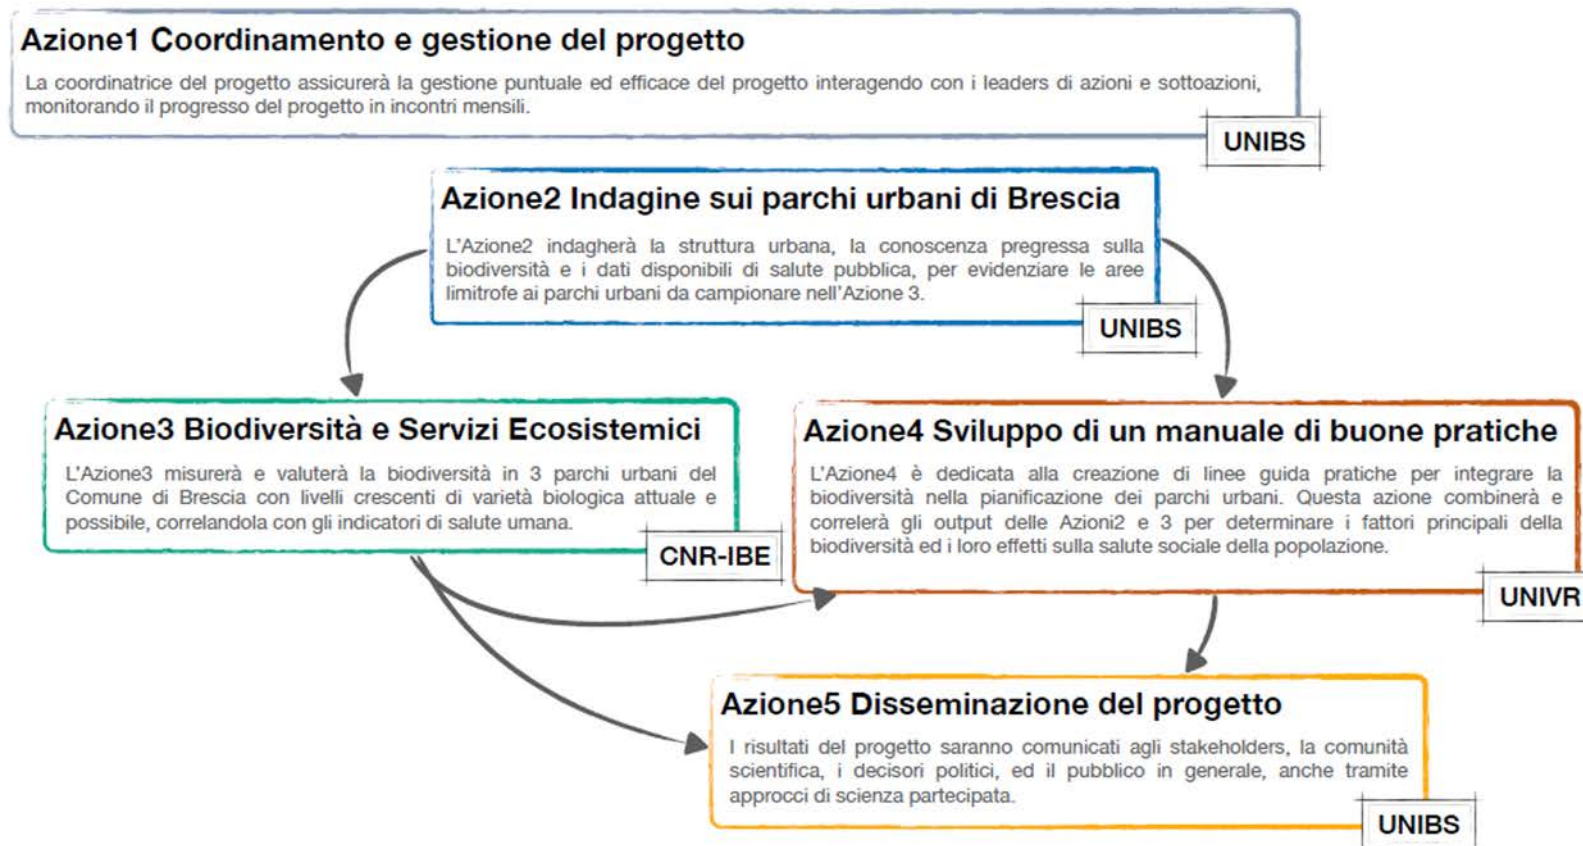 Azione1 Coordinamento e gestione del progetto
La coordinatrice del progetto assicurerà la gestione puntuale ed efficace del progetto interagendo con i leaders di azioni e sottoazioni,
monitorando il progresso del progetto in incontri mensili.
UNIBS
Azione2 Indagine sui parchi urbani di Brescia
L'Azione2 indagherà la struttura urbana, la conoscenza pregressa sulla
biodiversità e i dati disponibili di salute pubblica, per evidenziare le aree
limitrofe ai parchi urbani da campionare nell'Azione 3.
UNIBS
Azione3 Biodiversità e Servizi Ecosistemici
L'Azione3 misurerà e valuterà la biodiversità in 3 parchi urbani del
Comune di Brescia con livelli crescenti di varietà biologica attuale e
possibile, correlandola con gli indicatori di salute umana.
CNR-IBE
Azione4 Sviluppo di un manuale di buone pratiche
L'Azione4 è dedicata alla creazione di linee guida pratiche per integrare la
biodiversità nella pianificazione dei parchi urbani. Questa azione combinerà e
correlerà gli output delle Azioni2 e 3 per determinare i fattori principali della
biodiversità ed i loro effetti sulla salute sociale della popolazione.
UNIVR
Azione5 Disseminazione del progetto
I risultati del progetto saranno comunicati agli stakeholders, la comunità
scientifica, i decisori politici, ed il pubblico in generale, anche tramite
approcci di scienza partecipata.
UNIBS